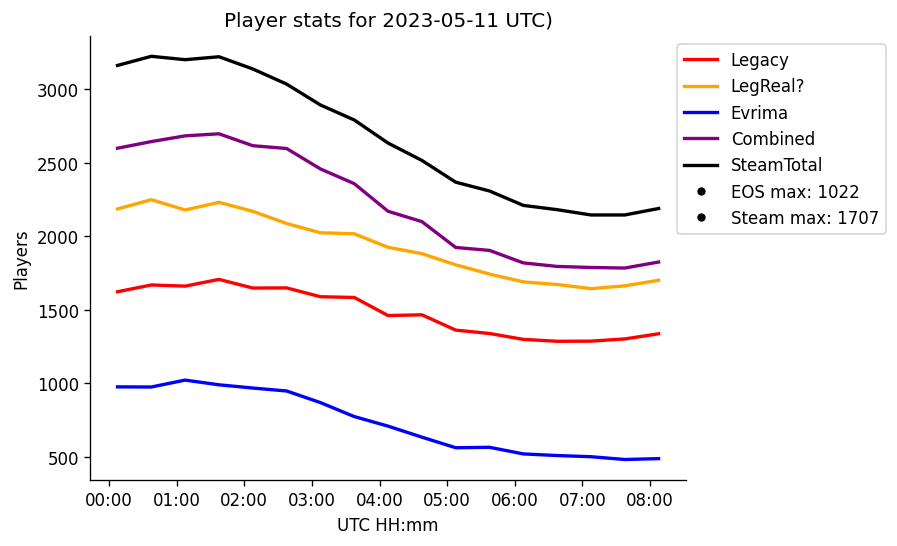 Player stats for 2023-05-11 UTC)
Legacy
LegReal?
Evrima
Combined
SteamTotal
EOS max: 1022
Steam max: 1707
Players
3000
2500
2000
1500
1000
500
00:00 01:00 02:00 03:00 04:00 05:00 06:00 07:00 08:00
UTC HH:mm